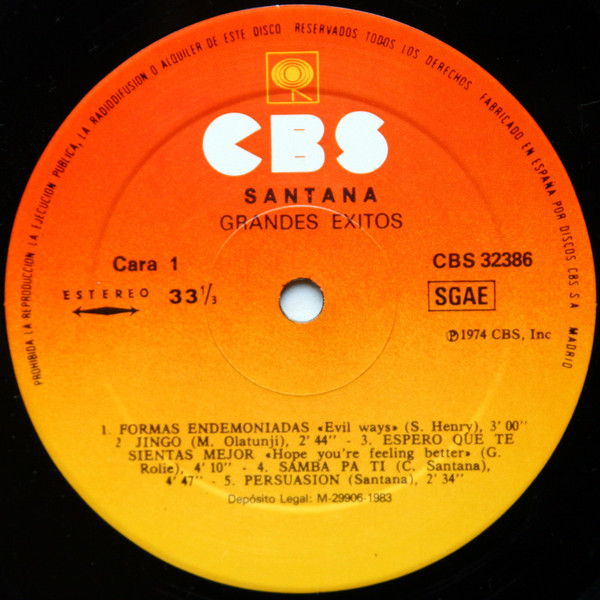 PROHIBIDA LA REPRODUCCION, LA EJECUCION PUBLICA, LA RADIODIFUSION O ALQUILER DE ESTE DISCO RESERVADOS TODOS LOS DERECHOS FABRICADO EN ESPAÑA POR DISCOS CBS S.A. MADRID
CBS
SANTANA
GRANDES EXITOS
Cara 1
CBS 32386
ESTEREO 33 1/3
SGAE
Ⓟ1974 CBS, Inc
1. FORMAS ENDEMONIADAS «Evil ways» (S. Henry), 3' 00"
2 JINGO (M. Olatunji), 2' 44" - 3. ESPERO QUE TE
SIENTAS MEJOR «Hope you're feeling better» (G.
Rolie), 4' 10" - 4. SAMBA PA TI (C. Santana),
4' 47" - 5. PERSUASION (Santana), 2' 34"
Depósito Legal: M-29906-1983